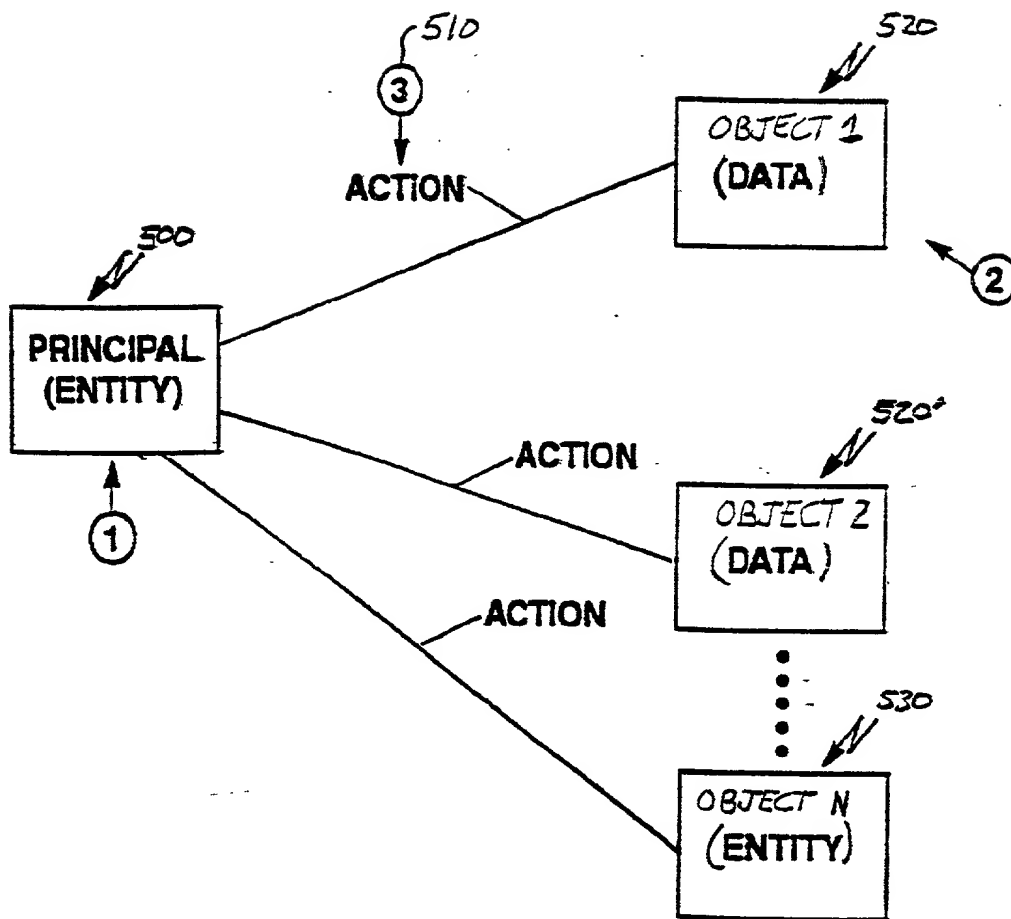 510
520
3
OBJECT 1
(DATA)
ACTION
500
2
PRINCIPAL
(ENTITY)
520'
ACTION
OBJECT 2
(DATA)
1
ACTION
530
OBJECT N
(ENTITY)